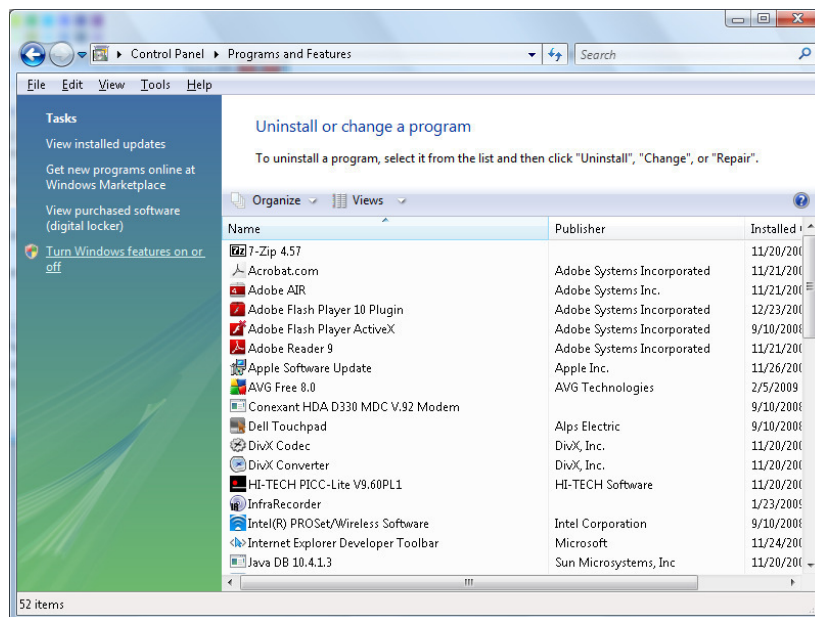 Control Panel Programs and Features Search
File Edit View Tools Help
Tasks
View installed updates
Get new programs online at
Windows Marketplace
View purchased software
(digital locker)
Turn Windows features on or
off
Uninstall or change a program
To uninstall a program, select it from the list and then click "Uninstall", "Change", or "Repair".
Organize Views
Name Publisher Installed
7-Zip 4.57 11/20/200
Acrobat.com Adobe Systems Incorporated 11/21/200
Adobe AIR Adobe Systems Inc. 11/21/200
Adobe Flash Player 10 Plugin Adobe Systems Incorporated 12/23/200
Adobe Flash Player ActiveX Adobe Systems Incorporated 9/10/2008
Adobe Reader 9 Adobe Systems Incorporated 11/21/200
Apple Software Update Apple Inc. 11/26/200
AVG Free 8.0 AVG Technologies 2/5/2009
Conexant HDA D330 MDC V.92 Modem 9/10/2008
Dell Touchpad Alps Electric 9/10/2008
DivX Codec DivX, Inc. 11/20/200
DivX Converter DivX, Inc. 11/20/200
HI-TECH PICC-Lite V9.60PL1 HI-TECH Software 11/20/200
InfraRecorder 1/23/2009
Intel(R) PROSet/Wireless Software Intel Corporation 9/10/2008
Internet Explorer Developer Toolbar Microsoft 11/24/200
Java DB 10.4.1.3 Sun Microsystems, Inc 11/20/200
52 items